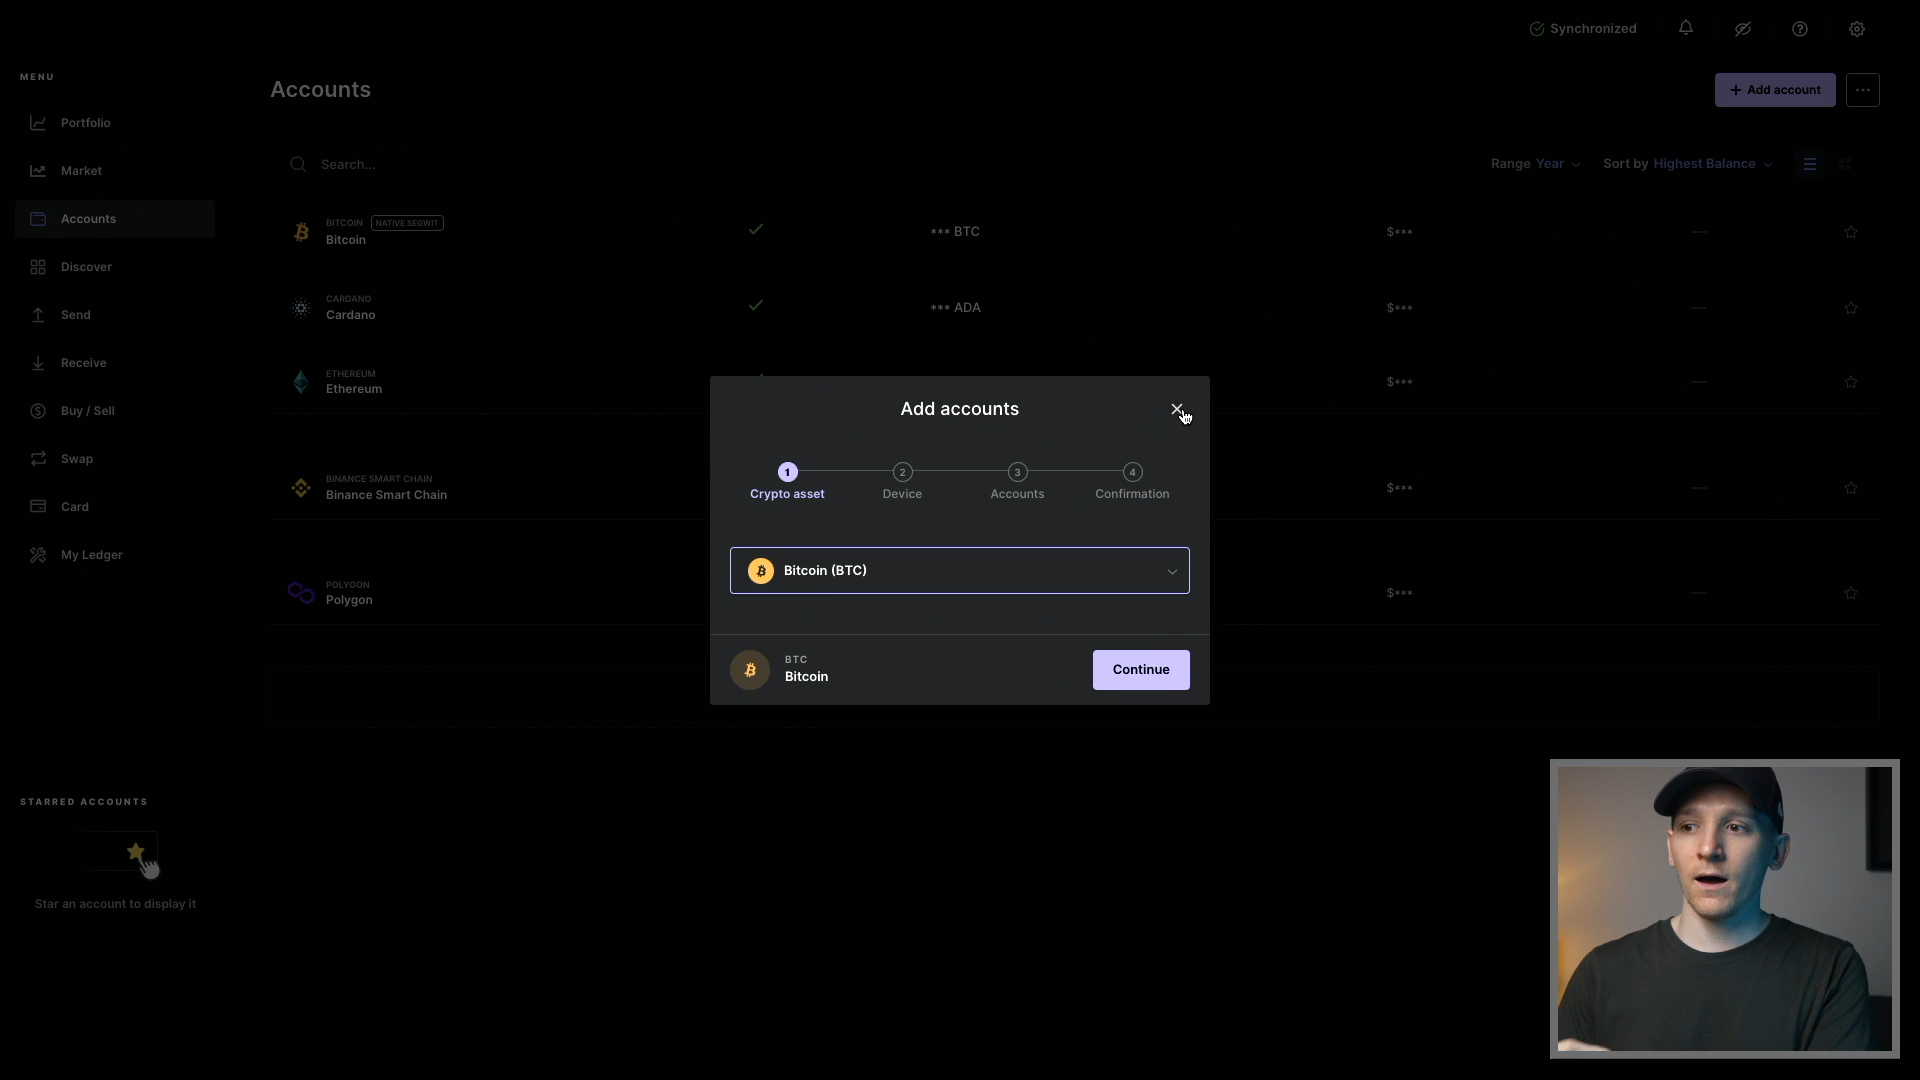 Synchronized
MENU
Accounts
+ Add account
Portfolio
Market
Search...
Range Year
Sort by Highest Balance
Accounts
BITCOIN NATIVE SEGWIT
Bitcoin
*** BTC
$***
Discover
CARDANO
Cardano
*** ADA
$***
Send
Receive
ETHEREUM
Ethereum
$***
Buy / Sell
Swap
BINANCE SMART CHAIN
Binance Smart Chain
$***
Card
My Ledger
POLYGON
Polygon
$***
Add accounts
1 2 3 4
Crypto asset Device Accounts Confirmation
Bitcoin (BTC)
BTC
Bitcoin
Continue
STARRED ACCOUNTS
Star an account to display it